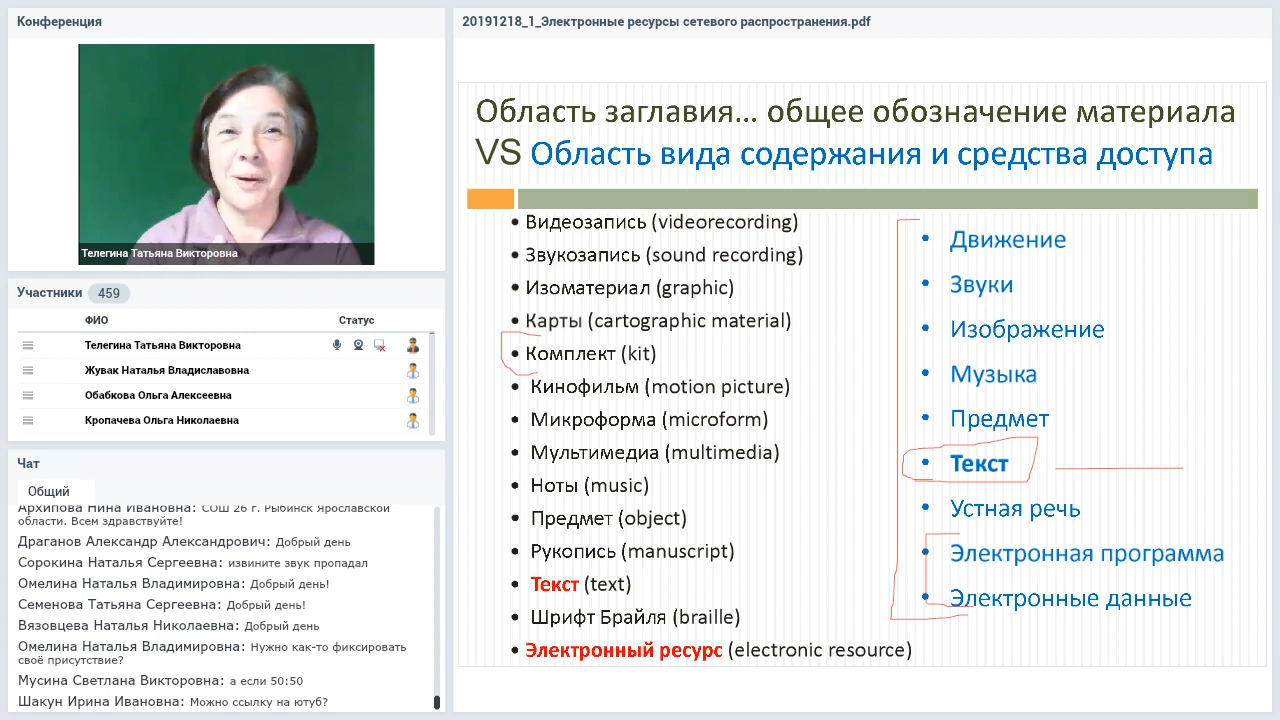 Конференция
Телегина Татьяна Викторовна
Участники 459
ФИО Статус
Телегина Татьяна Викторовна
Жувак Наталья Владиславовна
Обабкова Ольга Алексеевна
Кропачева Ольга Николаевна
Чат
Общий
Архипова Нина Ивановна: СОШ 26 г. Рыбинск Ярославской
области. Всем здравствуйте!
Драганов Александр Александрович: Добрый день
Сорокина Наталья Сергеевна: извините звук пропадал
Омелина Наталья Владимировна: Добрый день!
Семенова Татьяна Сергеевна: Добрый день!
Вязовцева Наталья Николаевна: Добрый день
Омелина Наталья Владимировна: Нужно как-то фиксировать
своё присутствие?
Мусина Светлана Викторовна: а если 50:50
Шакун Ирина Ивановна: Можно ссылку на ютуб?
20191218_1_Электронные ресурсы сетевого распространения.pdf
Область заглавия... общее обозначение материала
VS Область вида содержания и средства доступа
• Видеозапись (videorecording)
• Звукозапись (sound recording)
• Изоматериал (graphic)
• Карты (cartographic material)
• Комплект (kit)
• Кинофильм (motion picture)
• Микроформа (microform)
• Мультимедиа (multimedia)
• Ноты (music)
• Предмет (object)
• Рукопись (manuscript)
• Текст (text)
• Шрифт Брайля (braille)
• Электронный ресурс (electronic resource)
• Движение
• Звуки
• Изображение
• Музыка
• Предмет
• Текст
• Устная речь
• Электронная программа
• Электронные данные